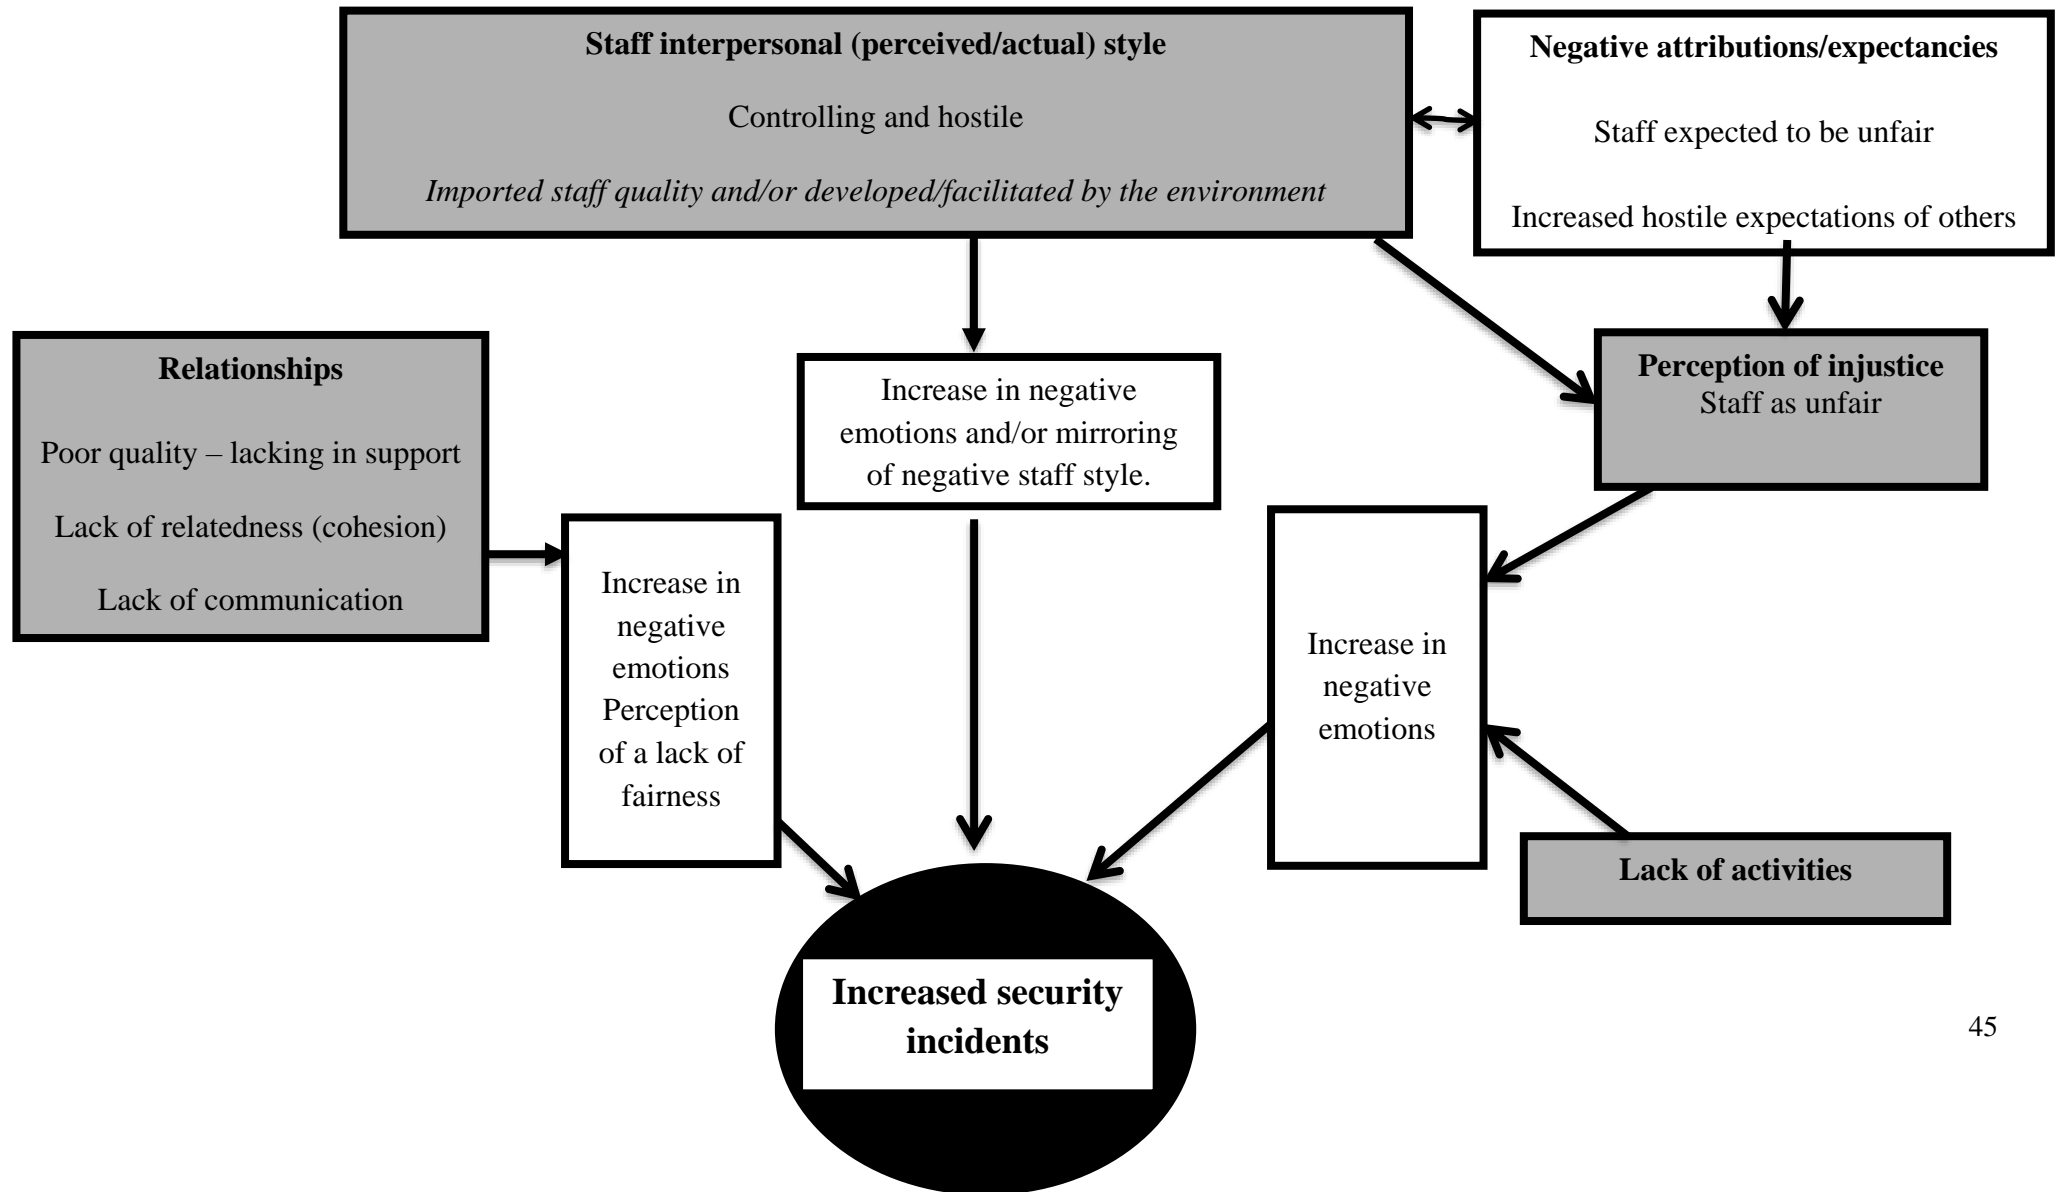 Staff interpersonal (perceived/actual) style
Controlling and hostile
Imported staff quality and/or developed/facilitated by the environment
Negative attributions/expectancies
Staff expected to be unfair
Increased hostile expectations of others
Relationships
Poor quality – lacking in support
Lack of relatedness (cohesion)
Lack of communication
Increase in negative
emotions and/or mirroring
of negative staff style.
Perception of injustice
Staff as unfair
Increase in
negative
emotions
Perception
of a lack of
fairness
Increase in
negative
emotions
Lack of activities
Increased security
incidents
45